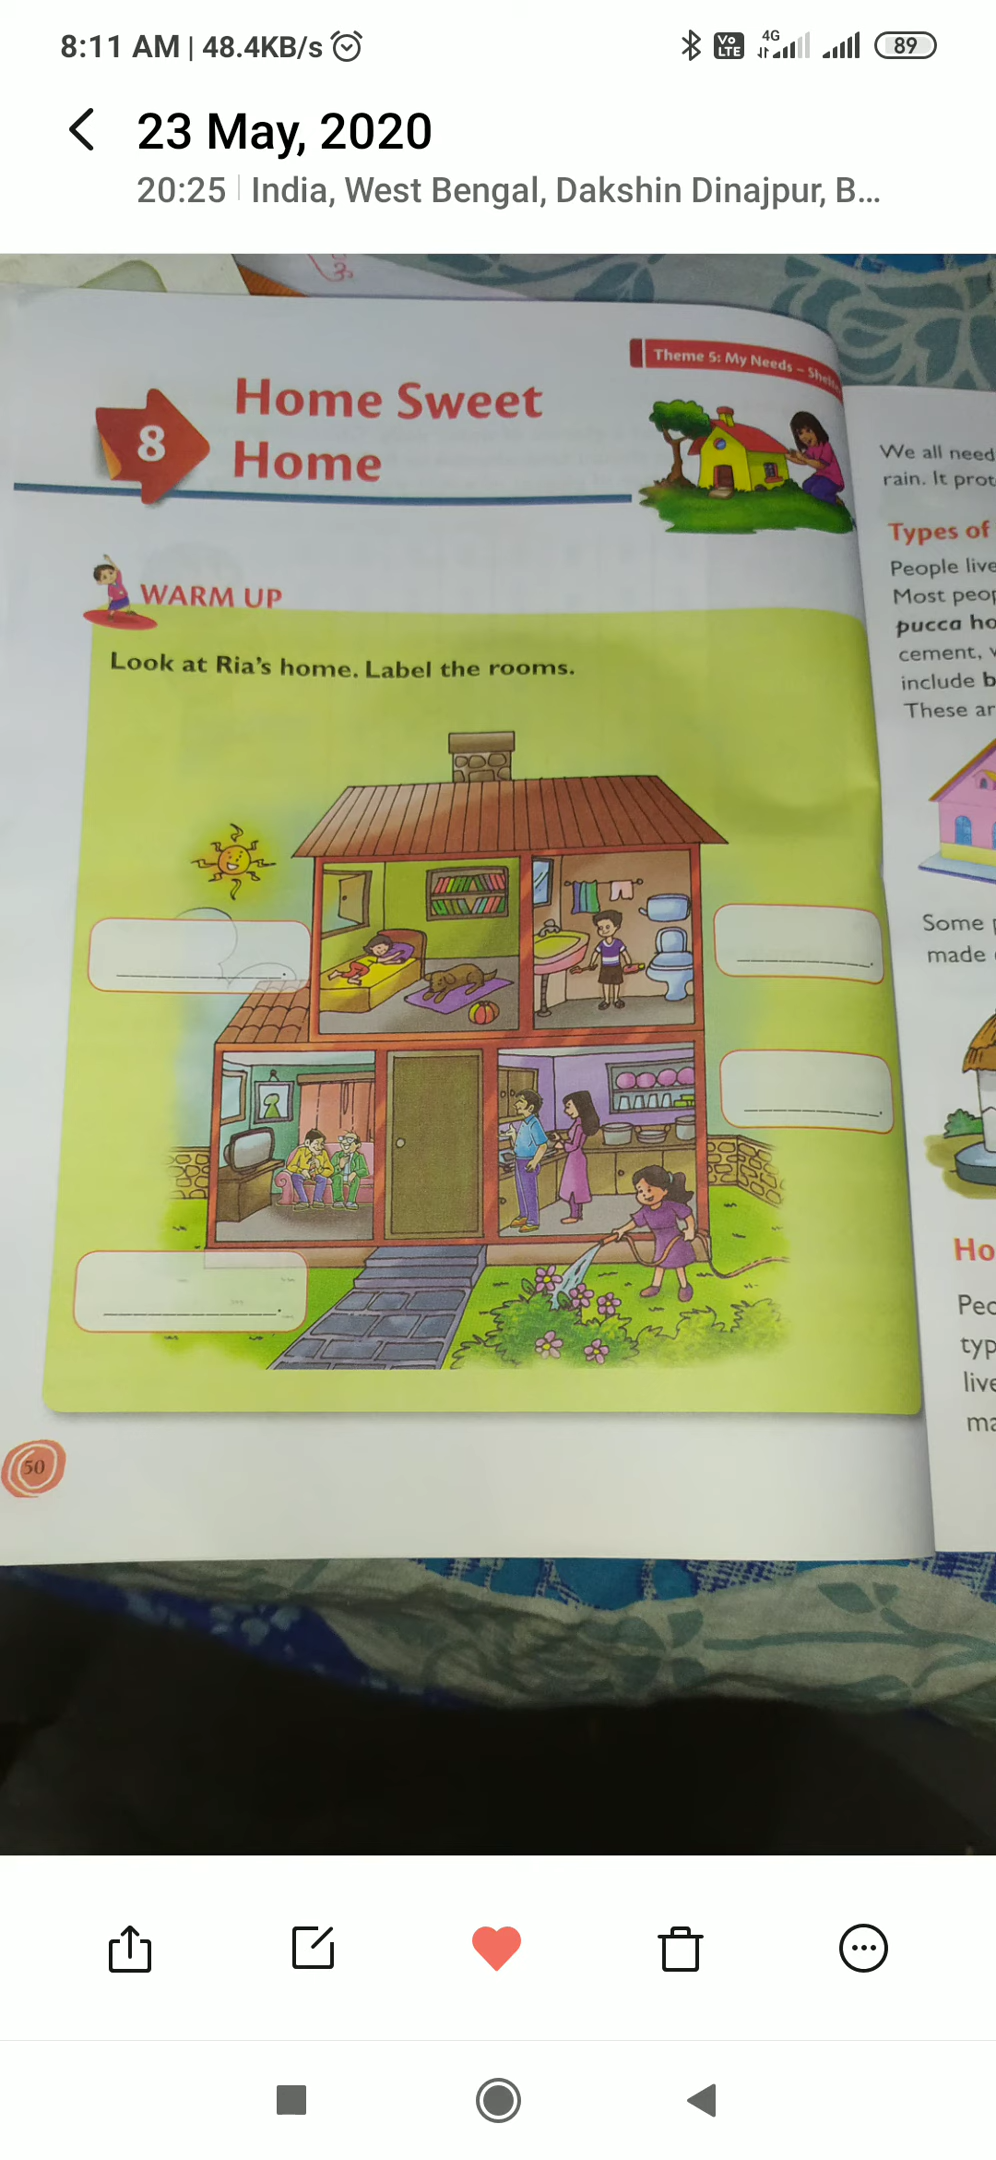 8:11 AM | 48.4KB/s
Vo LTE 4G 89
23 May, 2020
20:25 | India, West Bengal, Dakshin Dinajpur, B...
Theme 5: My Needs –
8
Home Sweet
Home
WARM UP
Look at Ria's home. Label the rooms.
50
We all need
rain. It prot
Types of
People live
Most peop
pucca ho
cement,
include b
These ar
Some
made
Ho
Peo
typ
live
ma